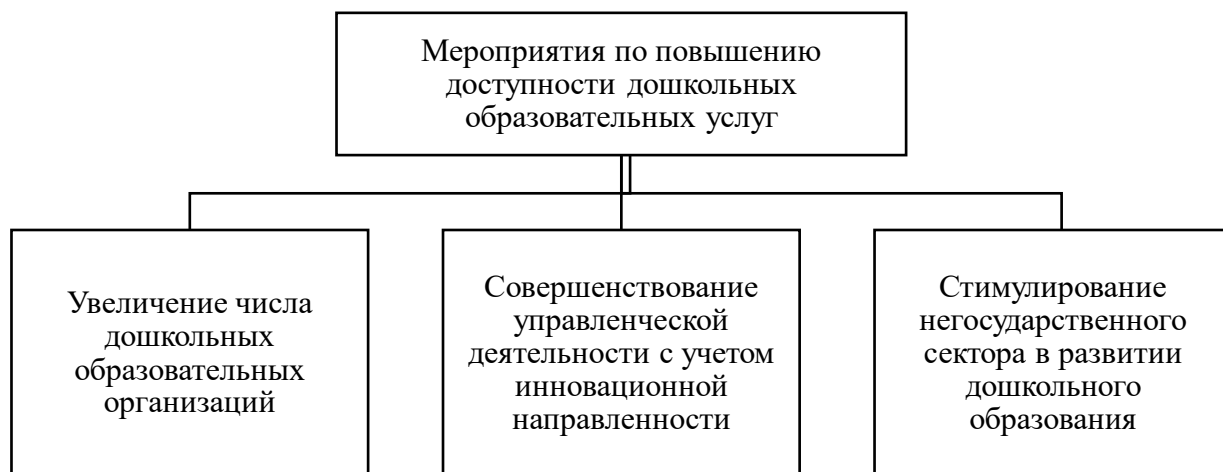 Мероприятия по повышению
доступности дошкольных
образовательных услуг
Увеличение числа
дошкольных
образовательных
организаций
Совершенствование
управленческой
деятельности с учетом
инновационной
направленности
Стимулирование
негосударственного
сектора в развитии
дошкольного
образования